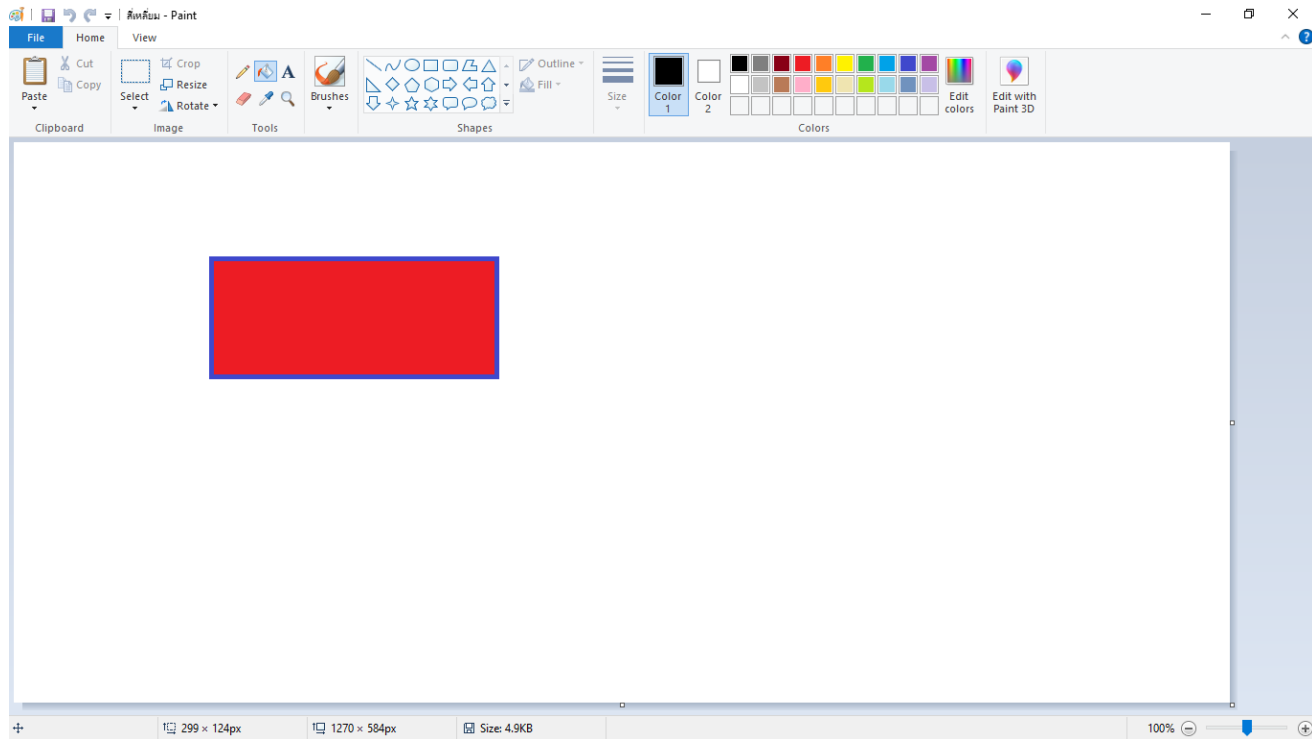 สี่เหลี่ยม - Paint
File Home View
Cut
Copy
Paste
Clipboard
Crop
Resize
Rotate
Select
Image
A
Tools
Brushes
Outline
Fill
Shapes
Size
Color 1
Color 2
Colors
Edit colors
Edit with Paint 3D
299 × 124px
1270 × 584px
Size: 4.9KB
100%